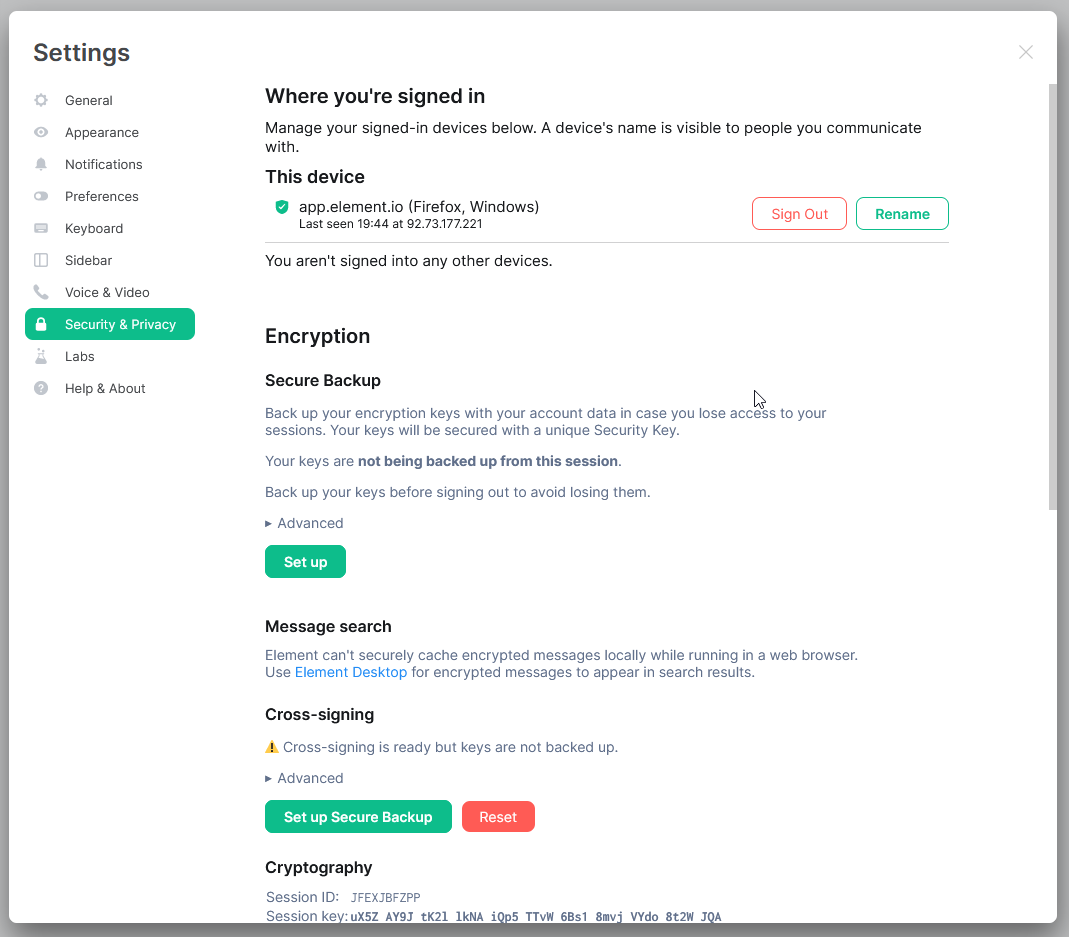 Settings
General
Appearance
Notifications
Preferences
Keyboard
Sidebar
Voice & Video
Security & Privacy
Labs
Help & About
Where you're signed in
Manage your signed-in devices below. A device's name is visible to people you communicate
with.
This device
app.element.io (Firefox, Windows)
Last seen 19:44 at 92.73.177.221
Sign Out
Rename
You aren't signed into any other devices.
Encryption
Secure Backup
Back up your encryption keys with your account data in case you lose access to your
sessions. Your keys will be secured with a unique Security Key.
Your keys are not being backed up from this session.
Back up your keys before signing out to avoid losing them.
Advanced
Set up
Message search
Element can't securely cache encrypted messages locally while running in a web browser.
Use Element Desktop for encrypted messages to appear in search results.
Cross-signing
Cross-signing is ready but keys are not backed up.
Advanced
Set up Secure Backup
Reset
Cryptography
Session ID: JFEXJBFZPP
Session key: uX5Z AY9J tK2l lkNA iQp5 TTvW 6Bs1 8mvj VYdo 8t2W JQA